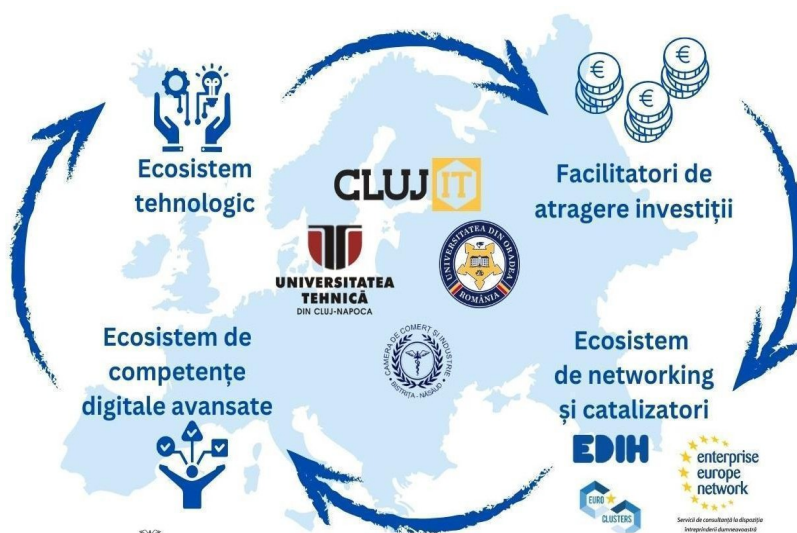 Ecosistem
tehnologic
Facilitatori de
atragere investiții
CLUJ IT
UNIVERSITATEA
TEHNICĂ
DIN CLUJ-NAPOCA
UNIVERSITATEA DIN ORADEA
ROMÂNIA
Ecosistem de
competențe
digitale avansate
CAMERA DE COMERT SI INDUSTRIE
BISTRIȚA - NĂSĂUD
Ecosistem
de networking
și catalizatori
EDIH
EURO
CLUSTERS
enterprise
europe
network
Servicii de consultanță la dispoziția
întreprinderii dumneavoastră